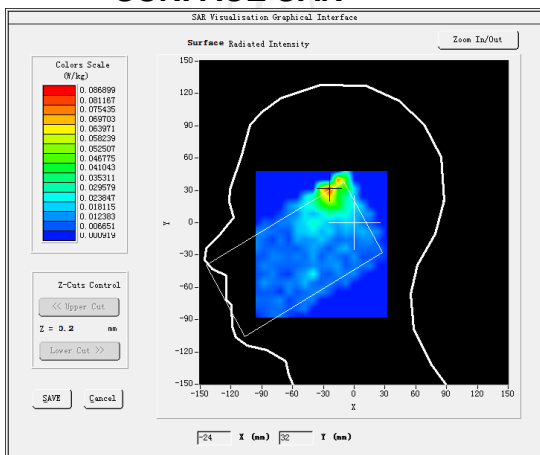 SAR Visualisation Graphical Interface
Surface Radiated Intensity
Zoom In/Out
Colors Scale
(W/kg)
0.086899
0.081167
0.075435
0.069703
0.063971
0.058239
0.052507
0.046775
0.041043
0.035311
0.029579
0.023847
0.018115
0.012383
0.006651
0.000919
150
120
90
60
30
0
-30
-60
-90
-120
-150
Y
-150 -120 -90 -60 -30 0 30 60 90 120 150
X
Z-Cuts Control
<< Upper Cut
Z = 0.2 mm
Lower Cut >>
SAVE Cancel
-24 X (mm) 32 Y (mm)